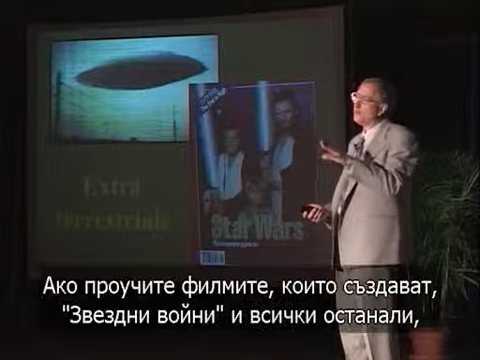 Extra
terrestrials
Star Wars
Ако проучите филмите, които създават,
"Звездни войни" и всички останали,